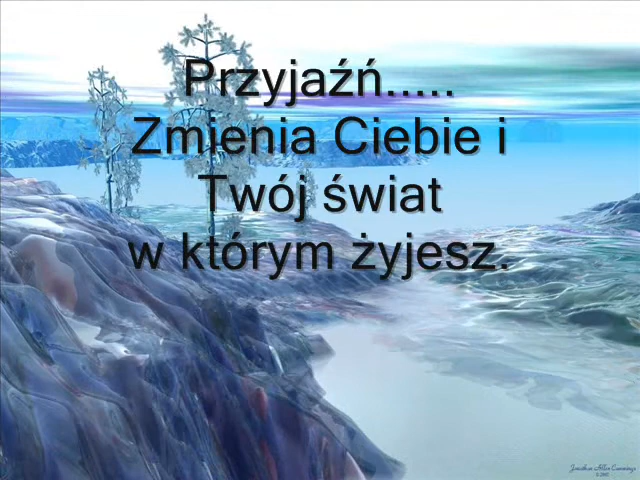 Przyjaźń.....
Zmienia Ciebie i
Twój świat
w którym żyjesz.